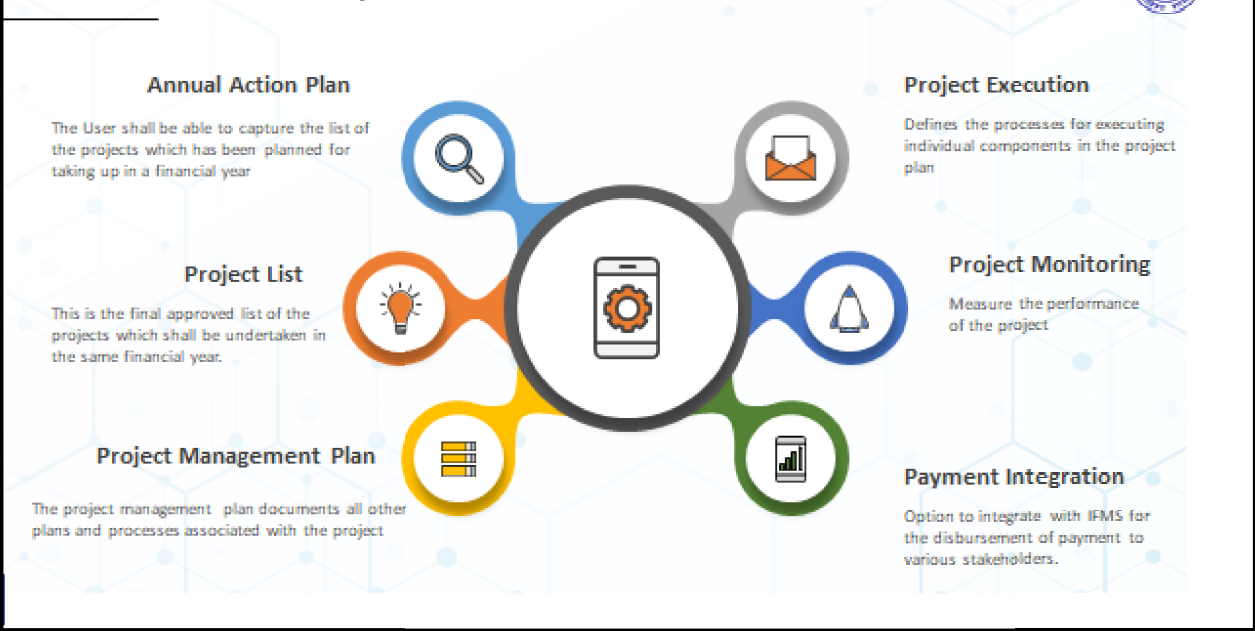 Annual Action Plan
The User shall be able to capture the list of
the projects which has been planned for
taking up in a financial year
Project List
This is the final approved list of the
projects which shall be undertaken in
the same financial year.
Project Management Plan
The project management plan documents all other
plans and processes associated with the project
Project Execution
Defines the processes for executing
individual components in the project
plan
Project Monitoring
Measure the performance
of the project
Payment Integration
Option to integrate with IFMS for
the disbursement of payment to
various stakeholders.